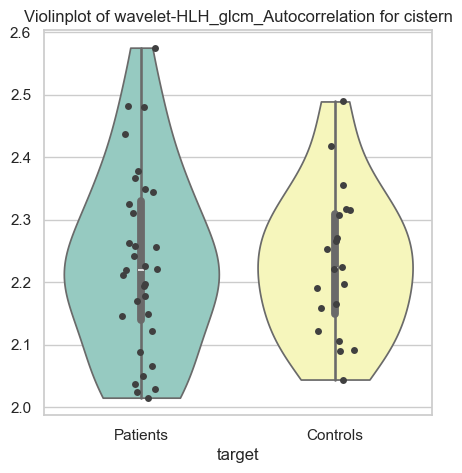 Violinplot of wavelet-HLH_glcm_Autocorrelation for cistern
2.6
2.5
2.4
2.3
2.2
2.1
2.0
Patients Controls
target